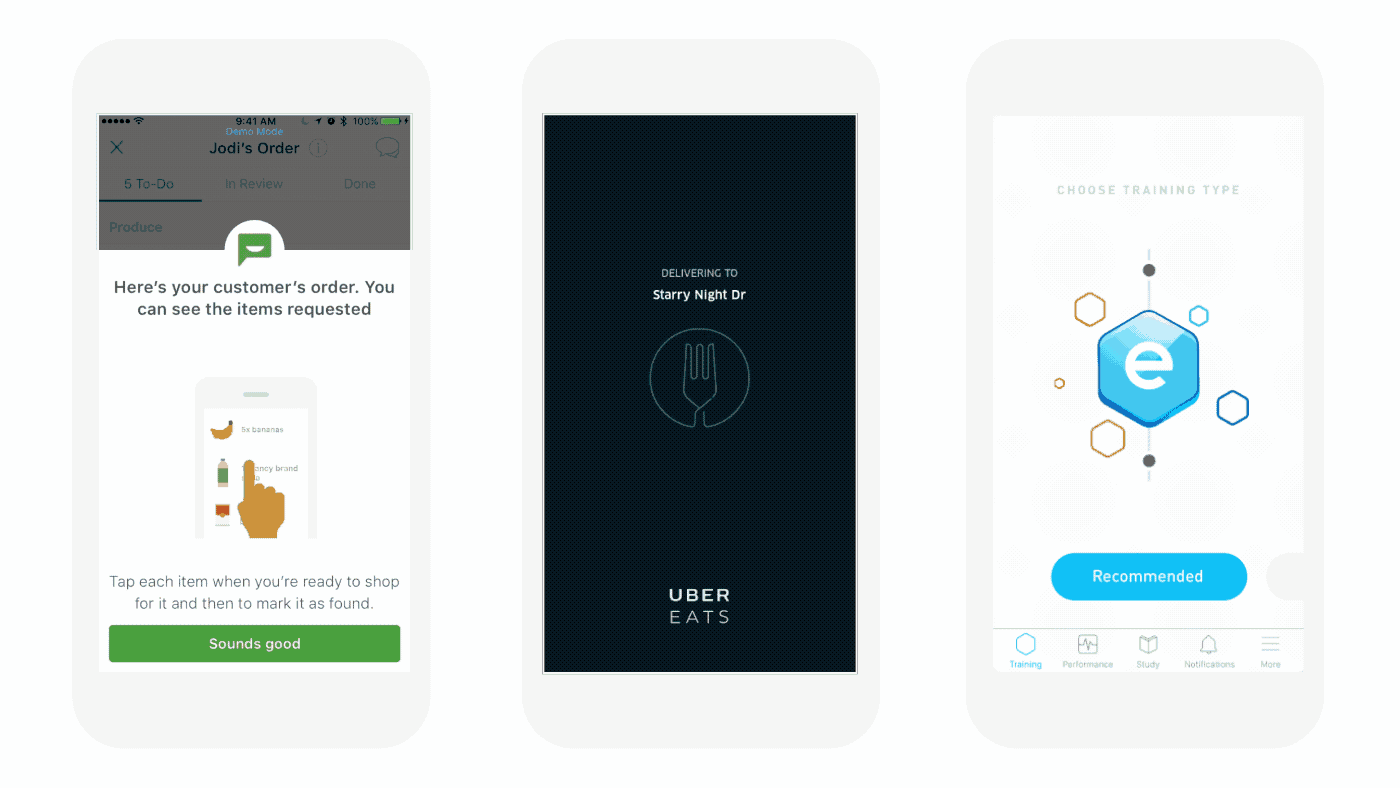 9:41 AM
100%
Demo Mode
Jodi's Order
5 To-Do
In Review
Done
Produce
Here's your customer's order. You
can see the items requested
5x bananas
brand
Tap each item when you're ready to shop
for it and then to mark it as found.
Sounds good
DELIVERING TO
Starry Night Dr
UBER
EATS
CHOOSE TRAINING TYPE
e
Recommended
Training
Performance
Study
Notifications
More